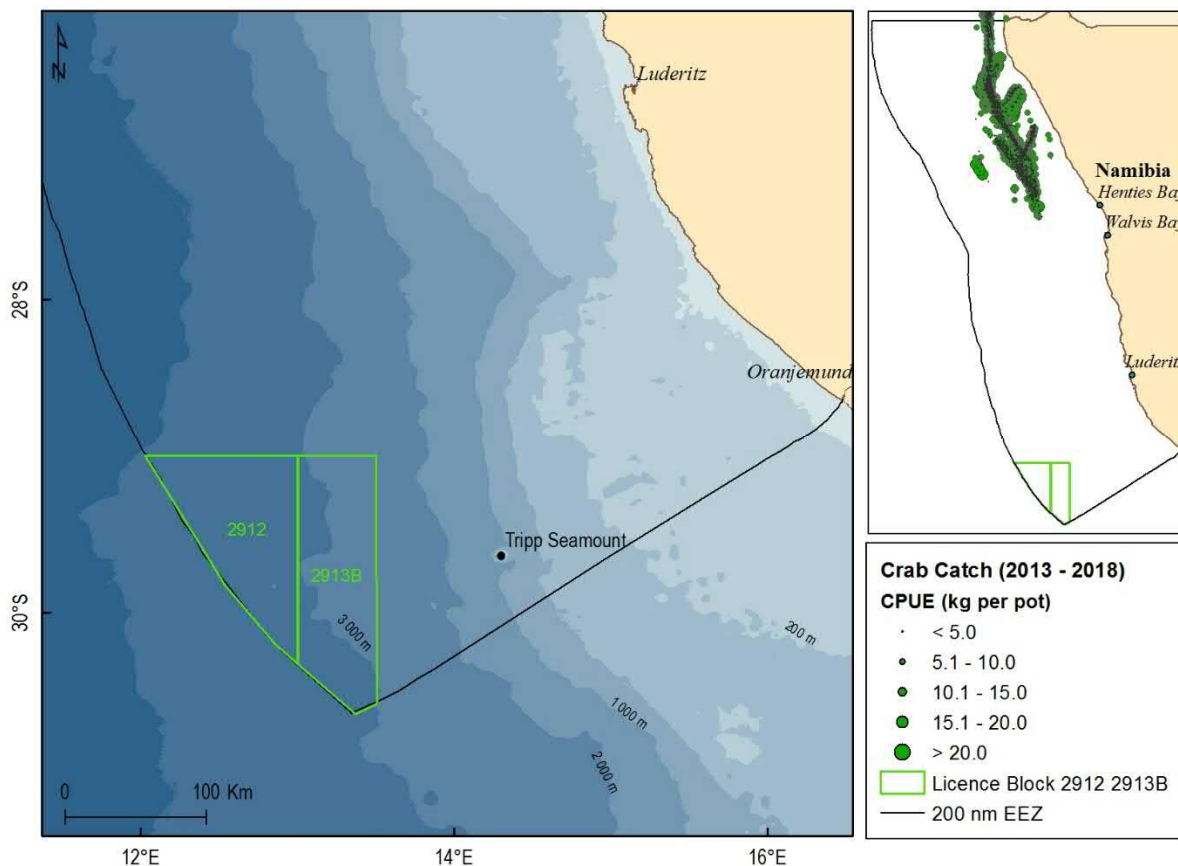 N
Luderitz
28°S
Oranjemund
2912
2913B
Tripp Seamount
30°S
3 000 m
200 m
1 000 m
2 000 m
0 100 Km
12°E 14°E 16°E
Namibia
Henties Bay
Walvis Bay
Luderitz
Crab Catch (2013 - 2018)
CPUE (kg per pot)
< 5.0
5.1 - 10.0
10.1 - 15.0
15.1 - 20.0
> 20.0
Licence Block 2912 2913B
200 nm EEZ